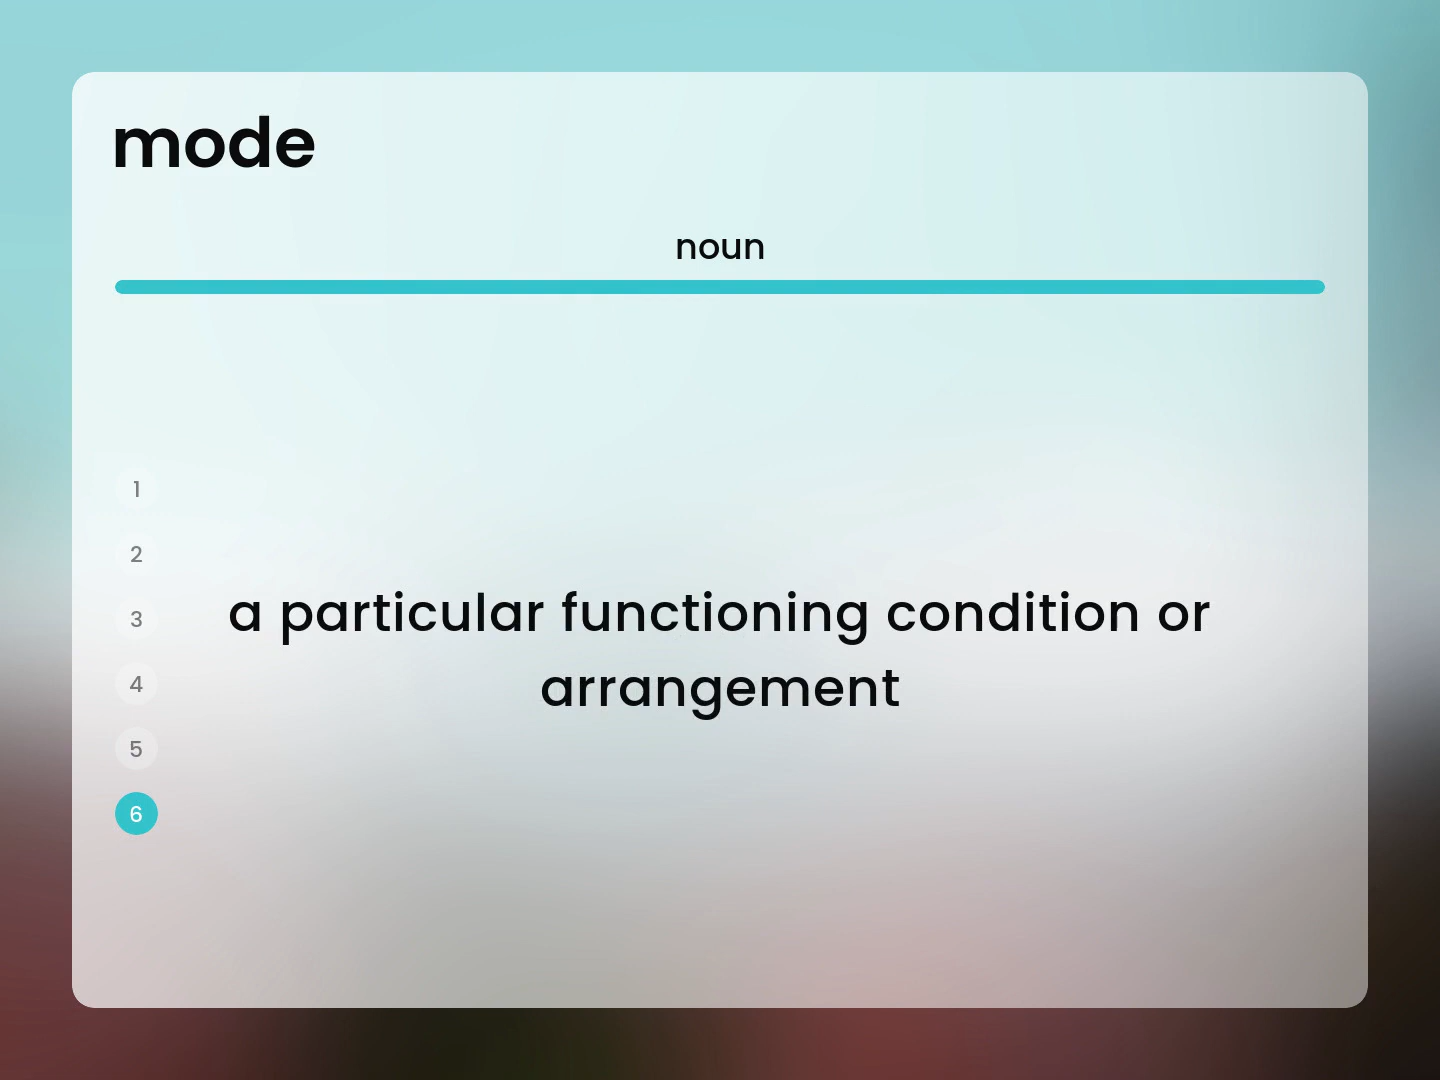 mode
noun
1
2
3
a particular functioning condition or
4
arrangement
5
6